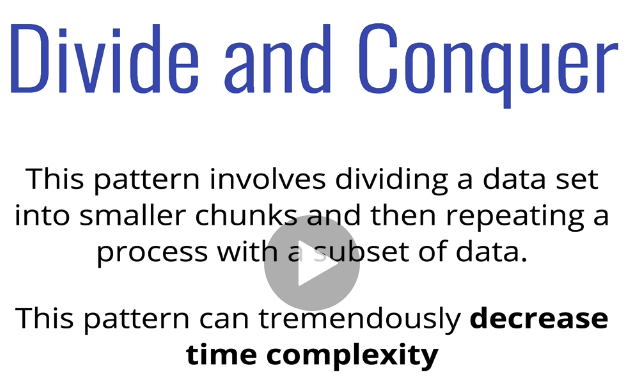 Divide and Conquer
This pattern involves dividing a data set
into smaller chunks and then repeating a
process with a subset of data.
This pattern can tremendously decrease
time complexity